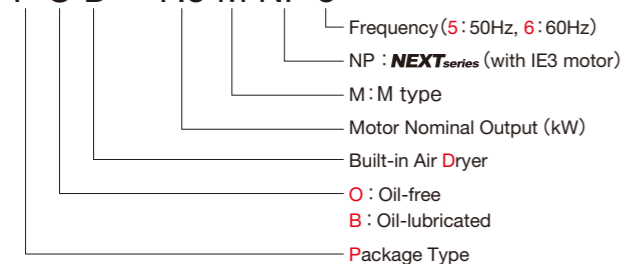 Frequency(5:50Hz, 6:60Hz)
NP : NEXTseries (with IE3 motor)
M:M type
Motor Nominal Output (kW)
Built-in Air Dryer
O : Oil-free
B : Oil-lubricated
Package Type